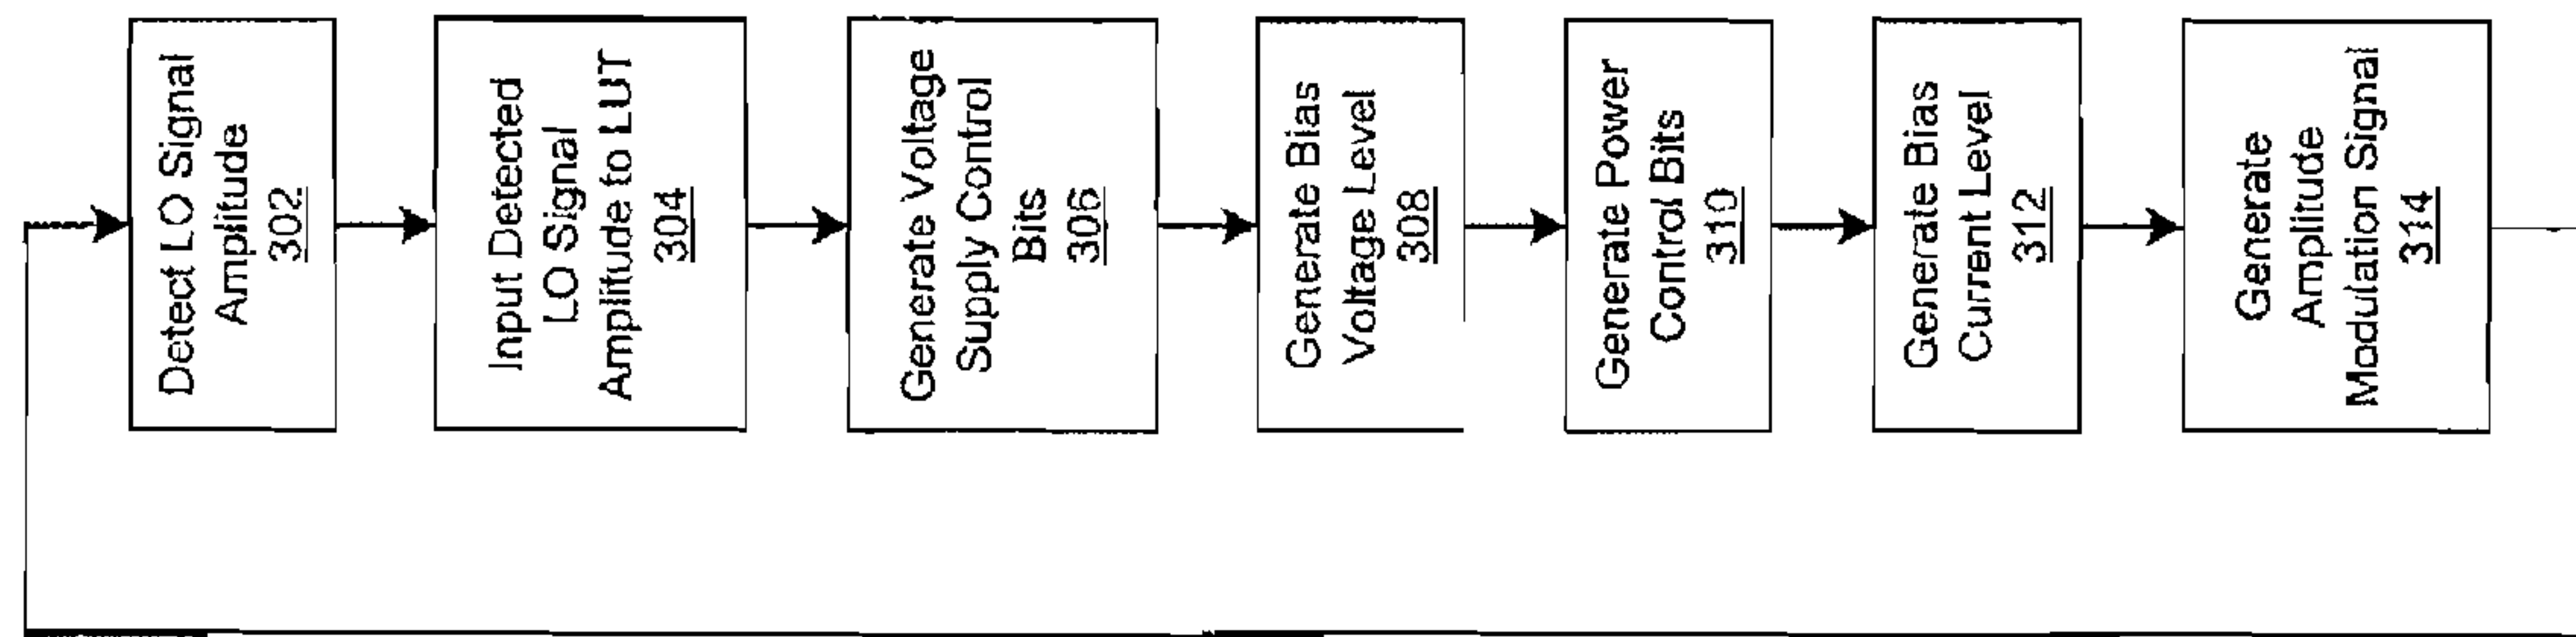 Detect LO Signal
Amplitude
302
Input Detected
LO Signal
Amplitude to LUT
304
Generate Voltage
Supply Control
Bits
306
Generate Bias
Voltage Level
308
Generate Power
Control Bits
310
Generate Bias
Current Level
312
Generate
Amplitude
Modulation Signal
314